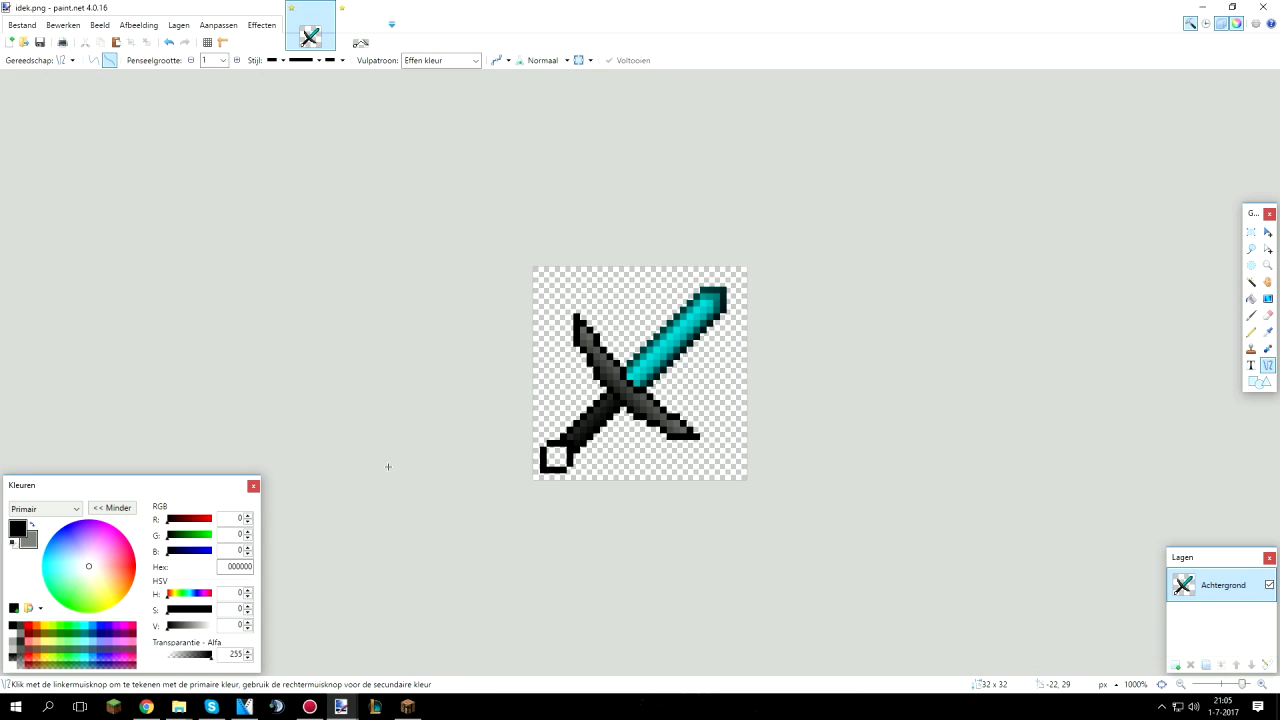 idek.png - paint.net 4.0.16
Bestand Bewerken Beeld Afbeelding Lagen Aanpassen Effecten
Gereedschap: Penseelgrootte: 1 Stijl: Vulpatroon: Effen kleur Normaal Voltooien
G...
T
Kleuren
Primair << Minder
RGB
R: 0
G: 0
B: 0
Hex: 000000
HSV
H: 0
S: 0
V: 0
Transparantie - Alfa
255
Lagen
Achtergrond
Klik met de linkermuisknop om te tekenen met de primaire kleur, gebruik de rechtermuisknop voor de secundaire kleur
32 x 32 -22, 29 px 1000%
21:05
1-7-2017